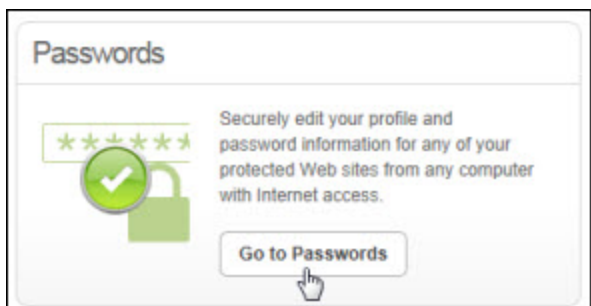 Passwords
******
Securely edit your profile and
password information for any of your
protected Web sites from any computer
with Internet access.
Go to Passwords